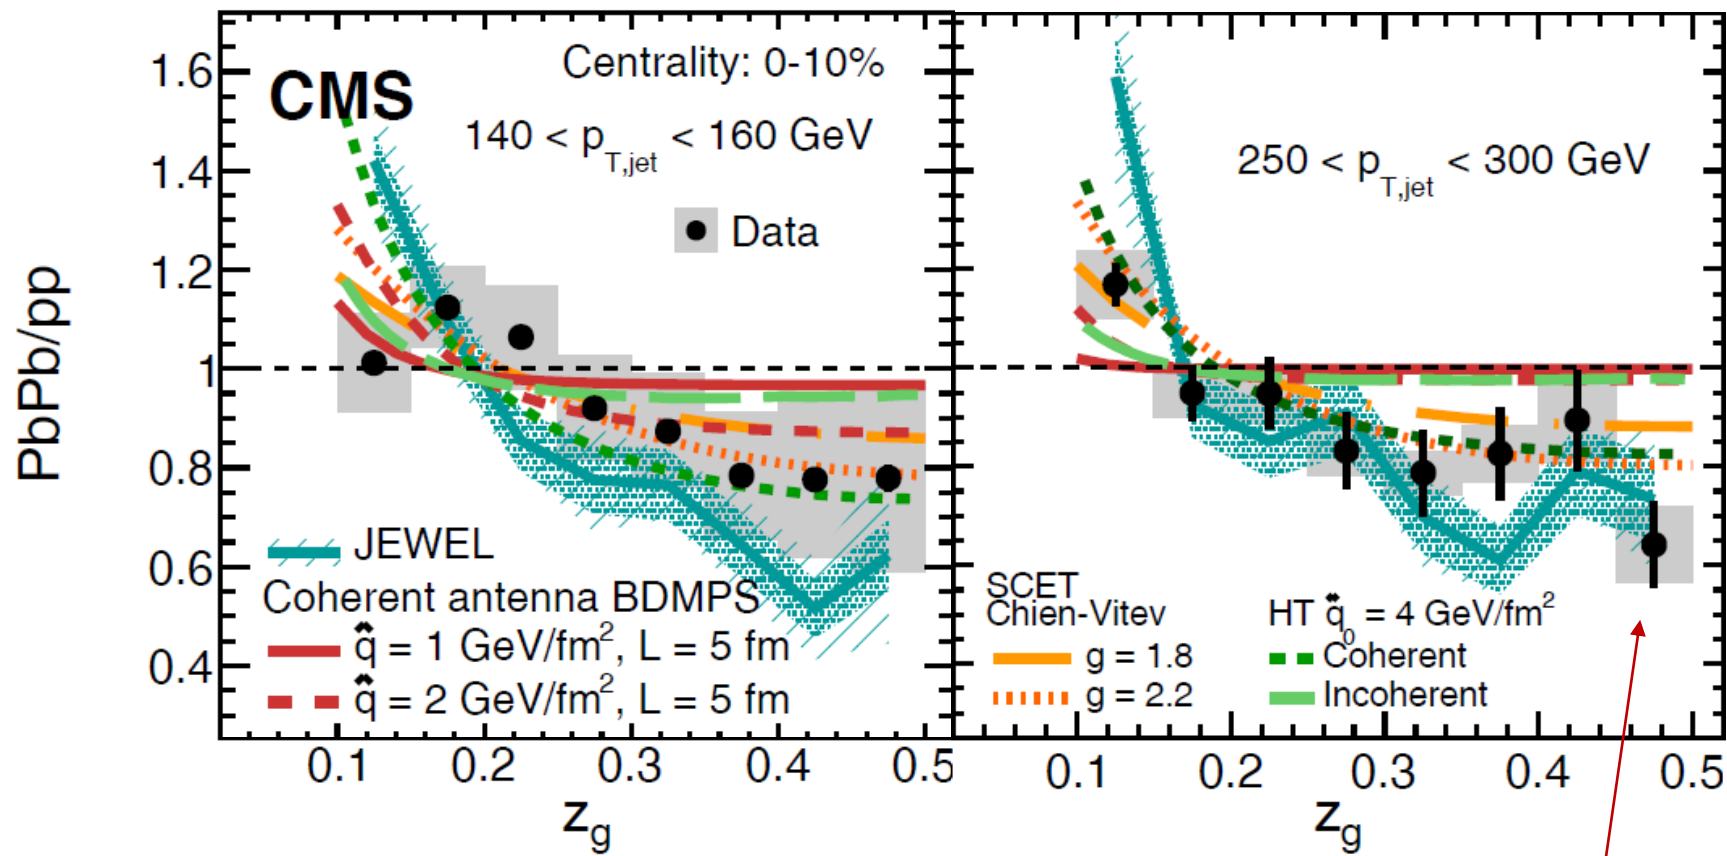 CMS
Centrality: 0-10%
140 < p_T,jet < 160 GeV
Data
PbPb/pp
1.6
1.4
1.2
1
0.8
0.6
0.4
JEWEL
Coherent antenna BDMPS
q̂ = 1 GeV/fm², L = 5 fm
q̂ = 2 GeV/fm², L = 5 fm
0.1 0.2 0.3 0.4 0.5
z_g
250 < p_T,jet < 300 GeV
SCET
Chien-Vitev
g = 1.8
g = 2.2
HT q̂_0 = 4 GeV/fm²
Coherent
Incoherent
0.1 0.2 0.3 0.4 0.5
z_g